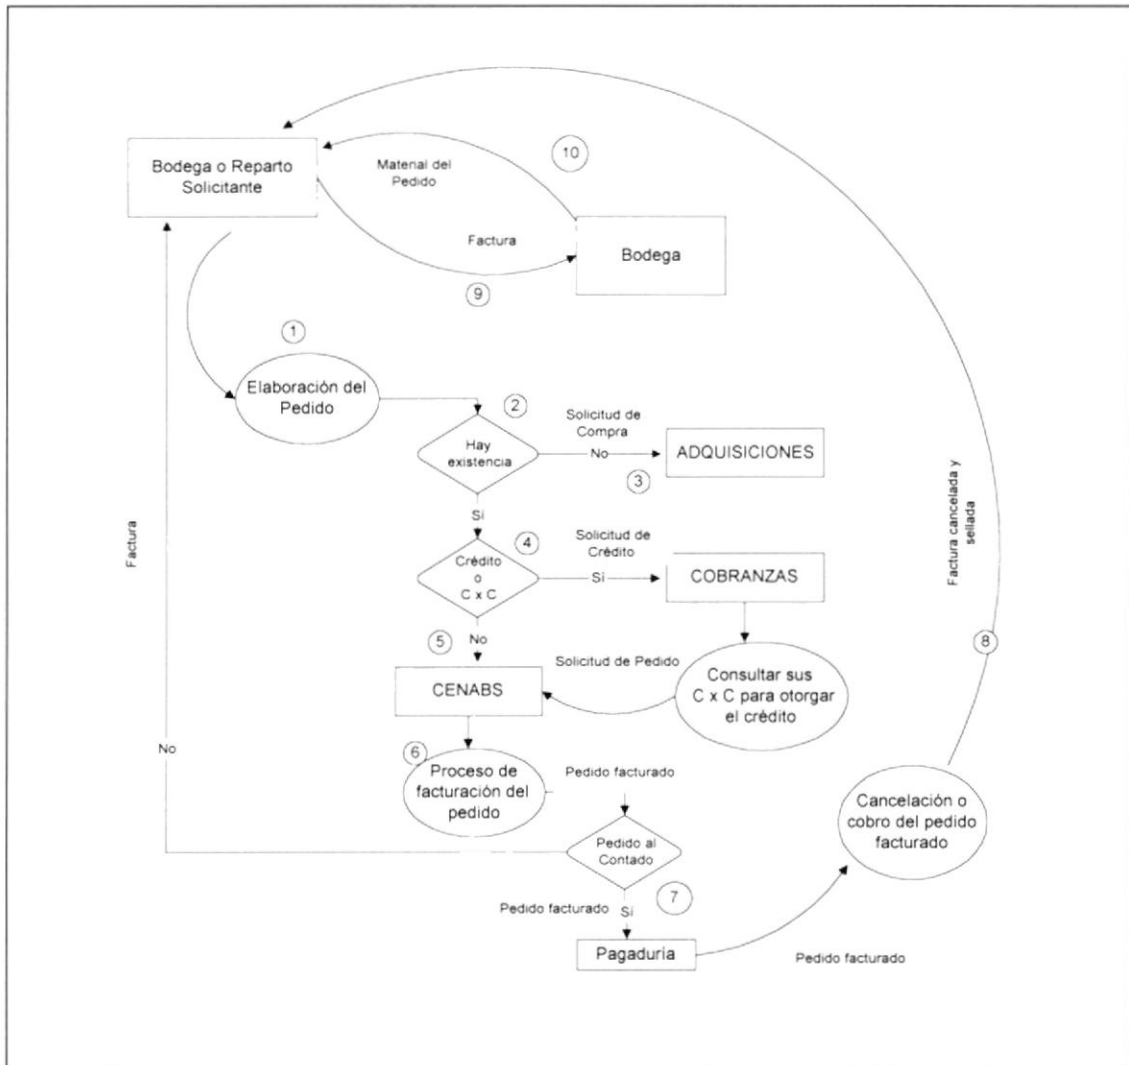 10
Bodega o Reparto
Solicitante
Material del
Pedido
Factura
Bodega
9
1
Elaboración del
Pedido
2
Hay
existencia
Solicitud de
Compra
No
3
ADQUISICIONES
Sí
4
Crédito
o
C x C
Solicitud de
Crédito
Sí
COBRANZAS
5
No
Solicitud de Pedido
CENABS
Consultar sus
C x C para otorgar
el crédito
Factura
Factura cancelada y
sellada
8
No
6
Proceso de
facturación del
pedido
Pedido facturado
Pedido al
Contado
Cancelación o
cobro del pedido
facturado
7
Pedido facturado
Sí
Pagaduría
Pedido facturado